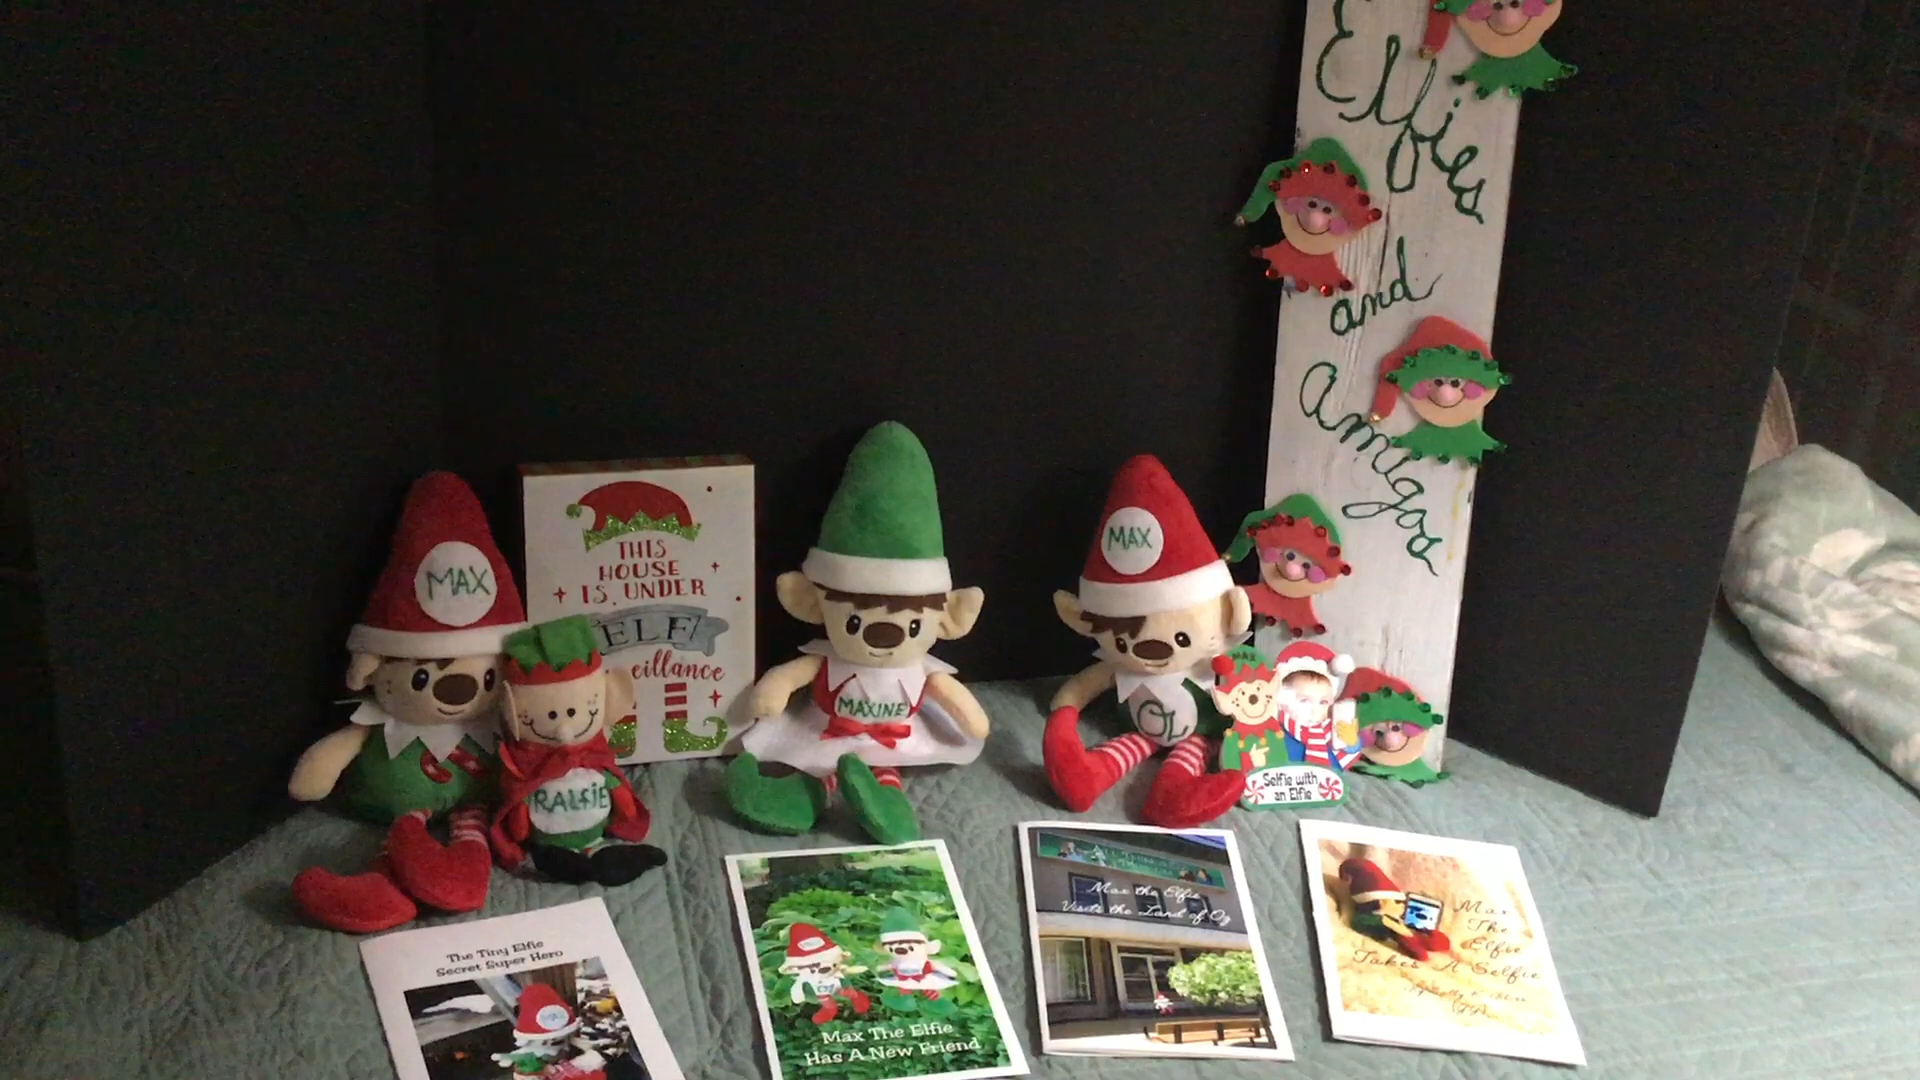 Elfies
and
Amigos
MAX
THIS
HOUSE
IS UNDER
ELF
eillance
RALFIE
MAXINE
MAX
OL
MAX
Selfie with
an Elfie
The Tiny Elfie
Secret Super Hero
MAX
Max The Elfie
Has A New Friend
Max the Elfie
Visits the Land of Oz
Max
The
Elfie
Takes A Selfie